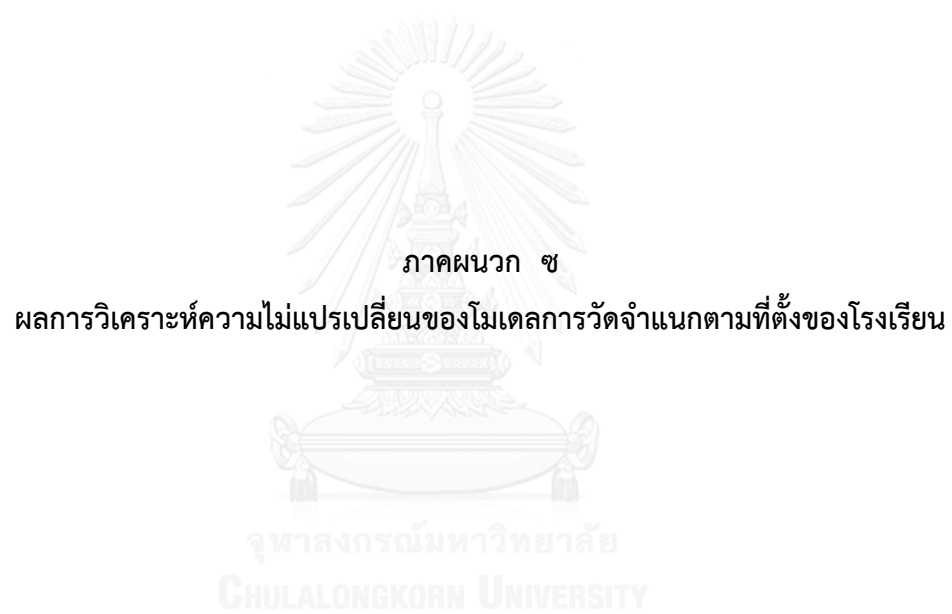 ภาคผนวก ซ
ผลการวิเคราะห์ความไม่แปรเปลี่ยนของโมเดลการวัดจำแนกตามที่ตั้งของโรงเรียน
จุฬาลงกรณ์มหาวิทยาลัย
CHULALONGKORN UNIVERSITY